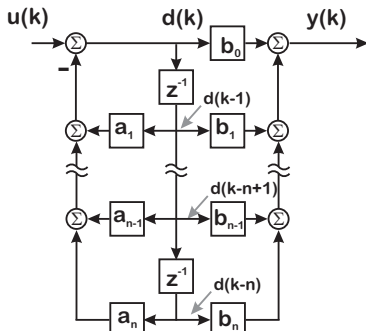 u(k) d(k) y(k)
Σ b₀ Σ
-
z⁻¹
d(k-1)
Σ a₁ b₁ Σ
d(k-n+1)
Σ aₙ₋₁ bₙ₋₁ Σ
z⁻¹
d(k-n)
aₙ bₙ